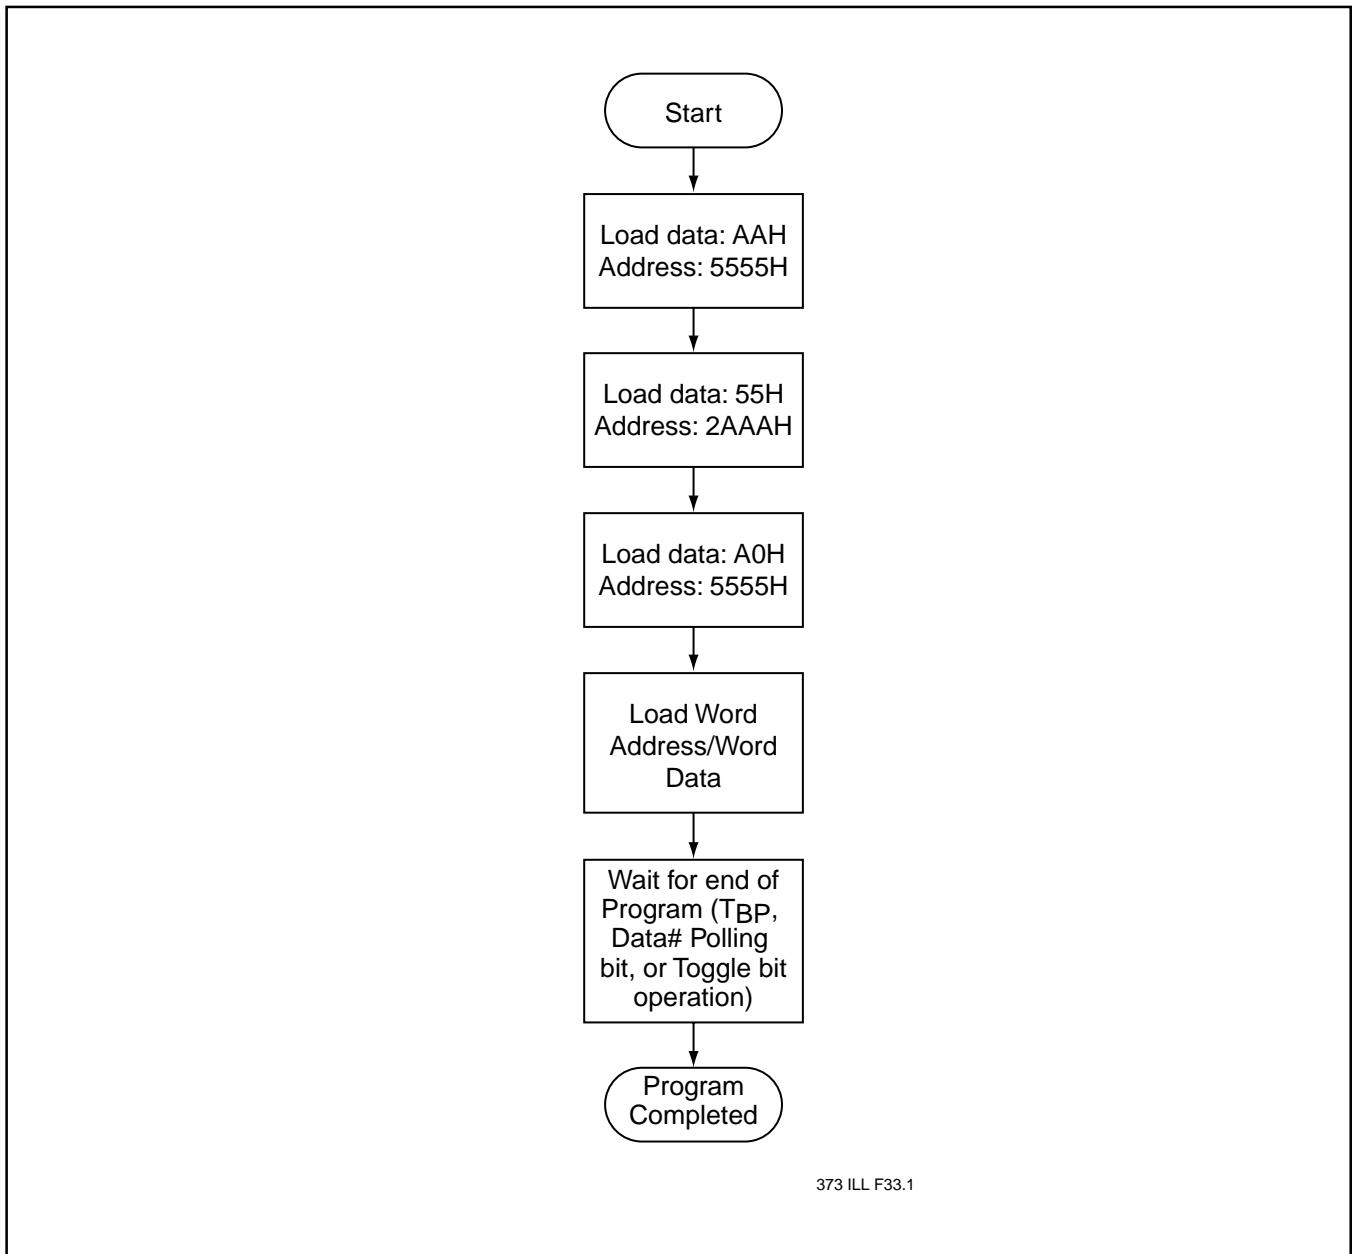 Start
Load data: AAH
Address: 5555H
Load data: 55H
Address: 2AAAH
Load data: A0H
Address: 5555H
Load Word
Address/Word
Data
Wait for end of
Program (TBP,
Data# Polling
bit, or Toggle bit
operation)
Program
Completed
373 ILL F33.1